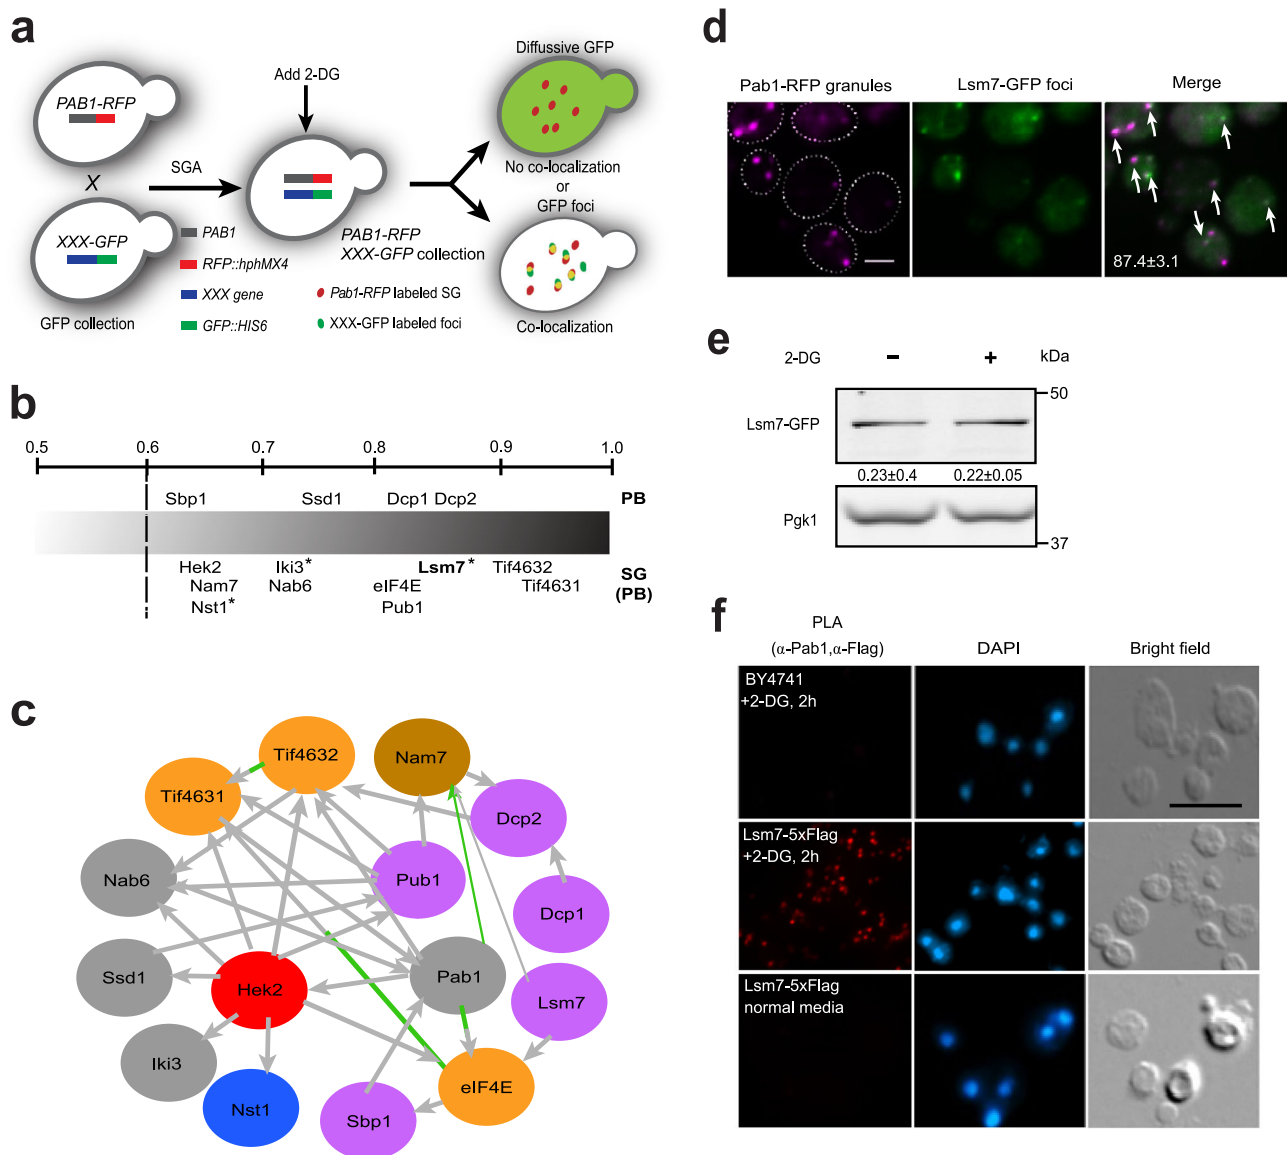 a
PAB1-RFP
X
XXX-GFP
GFP collection
SGA
PAB1
RFP::hphMX4
XXX gene
GFP::HIS6
Add 2-DG
PAB1-RFP
XXX-GFP collection
Pab1-RFP labeled SG
XXX-GFP labeled foci
Diffussive GFP
No co-localization
or
GFP foci
Co-localization
b
0.5 0.6 0.7 0.8 0.9 1.0
Sbp1 Ssd1 Dcp1 Dcp2 PB
Hek2 Iki3* Lsm7* Tif4632
Nam7 Nab6 eIF4E Tif4631
Nst1* Pub1
SG
(PB)
c
Tif4632
Nam7
Tif4631
Dcp2
Nab6
Pub1
Dcp1
Ssd1
Hek2
Pab1
Lsm7
Iki3
Nst1
Sbp1
eIF4E
d
Pab1-RFP granules Lsm7-GFP foci Merge
87.4±3.1
e
2-DG - + kDa
50
Lsm7-GFP
0.23±0.4 0.22±0.05
Pgk1
37
f
PLA
(α-Pab1,α-Flag) DAPI Bright field
BY4741
+2-DG, 2h
Lsm7-5xFlag
+2-DG, 2h
Lsm7-5xFlag
normal media